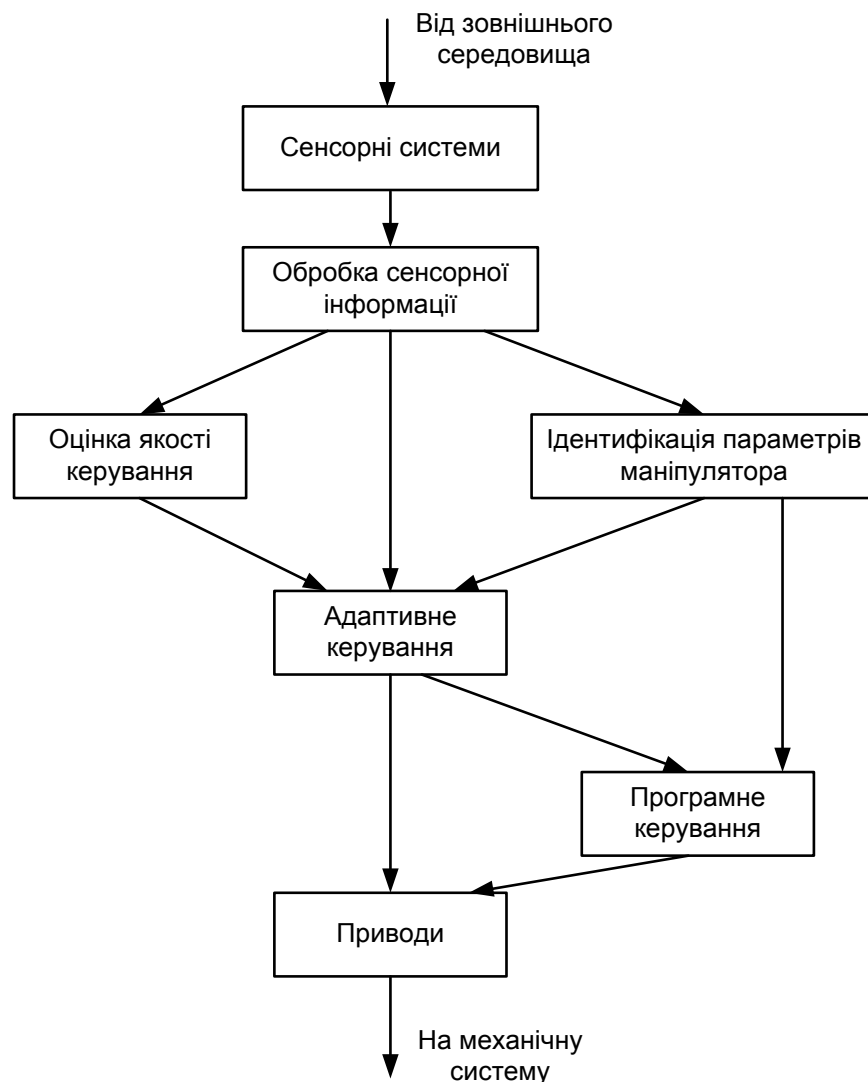 Від зовнішнього
середовища
Сенсорні системи
Обробка сенсорної
інформації
Оцінка якості
керування
Ідентифікація параметрів
маніпулятора
Адаптивне
керування
Програмне
керування
Приводи
На механічну
систему